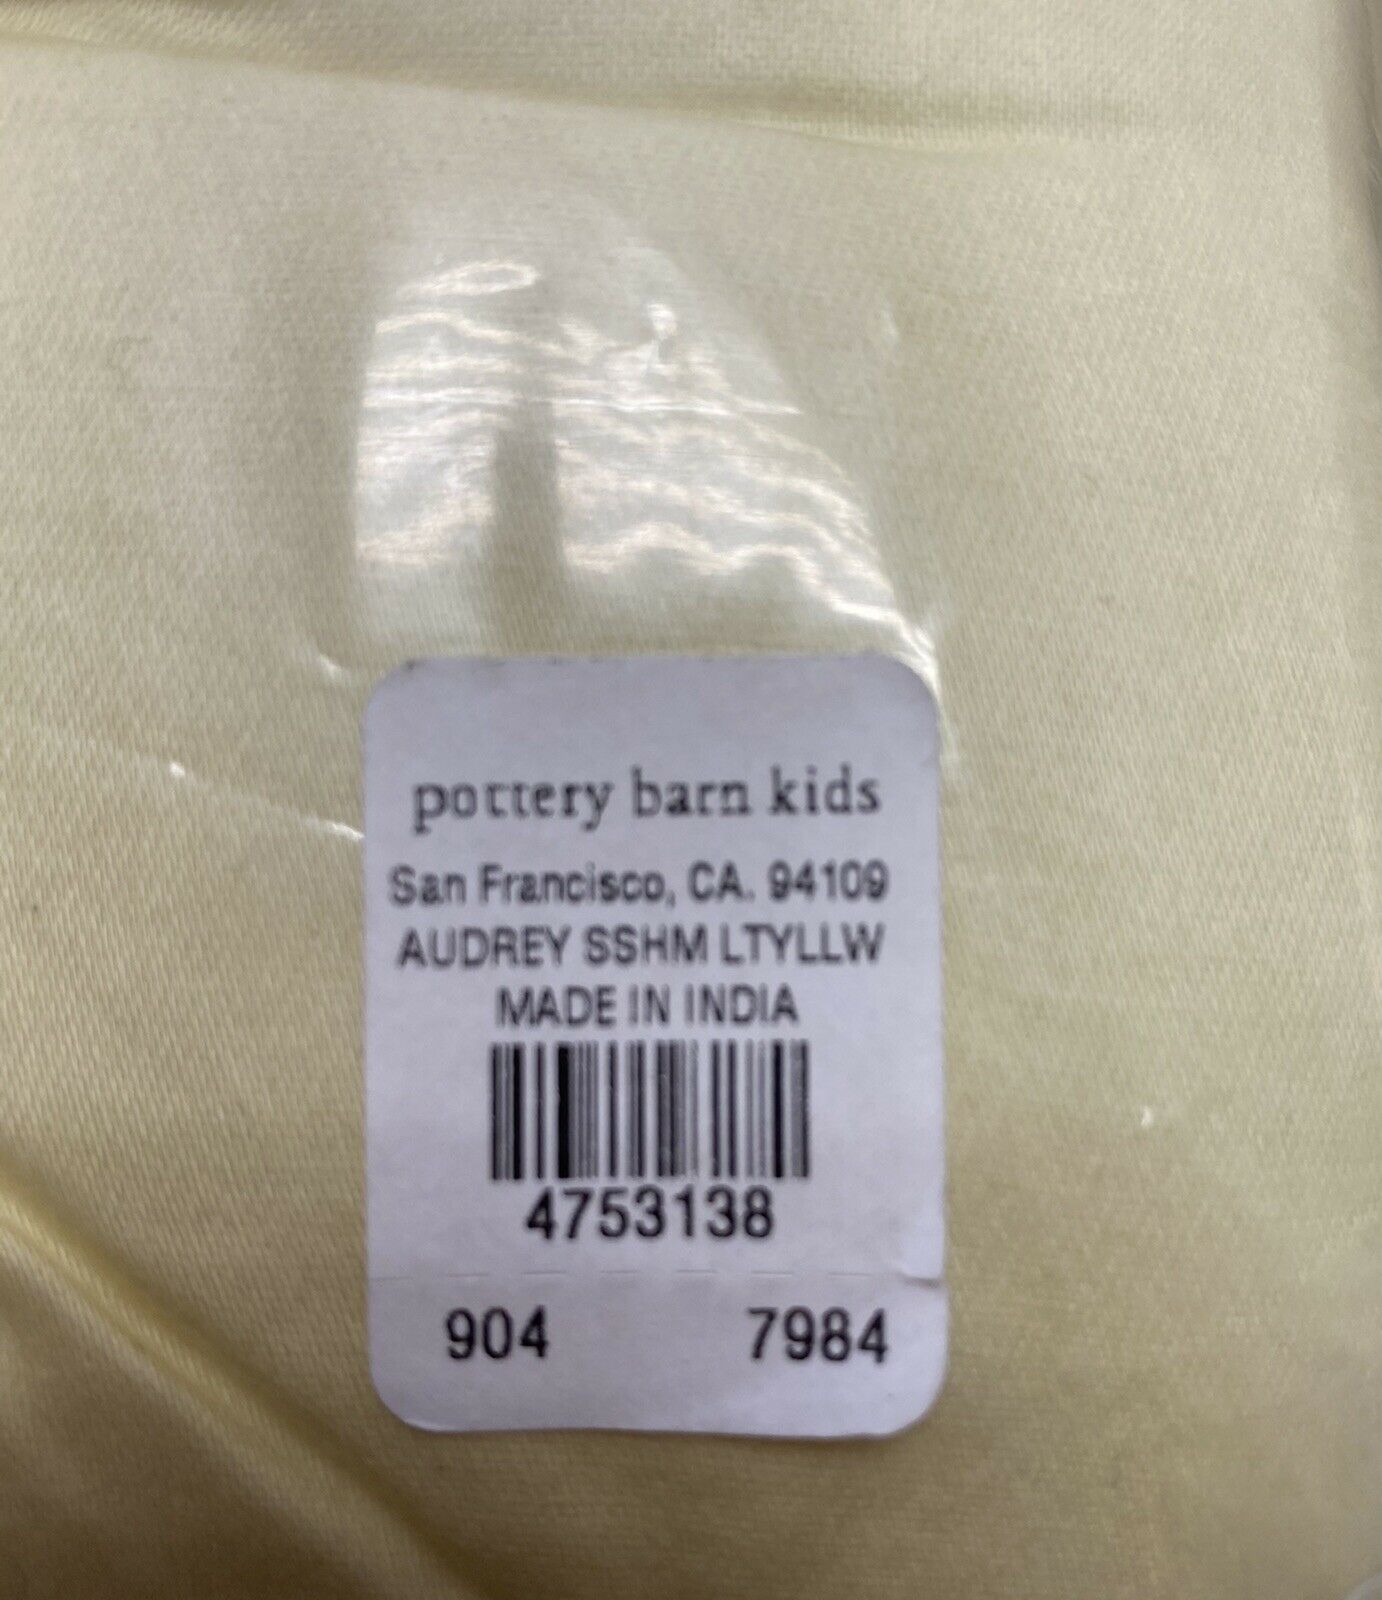 pottery barn kids
San Francisco, CA. 94109
AUDREY SSHM LTYLLW
MADE IN INDIA
4753138
904 7984